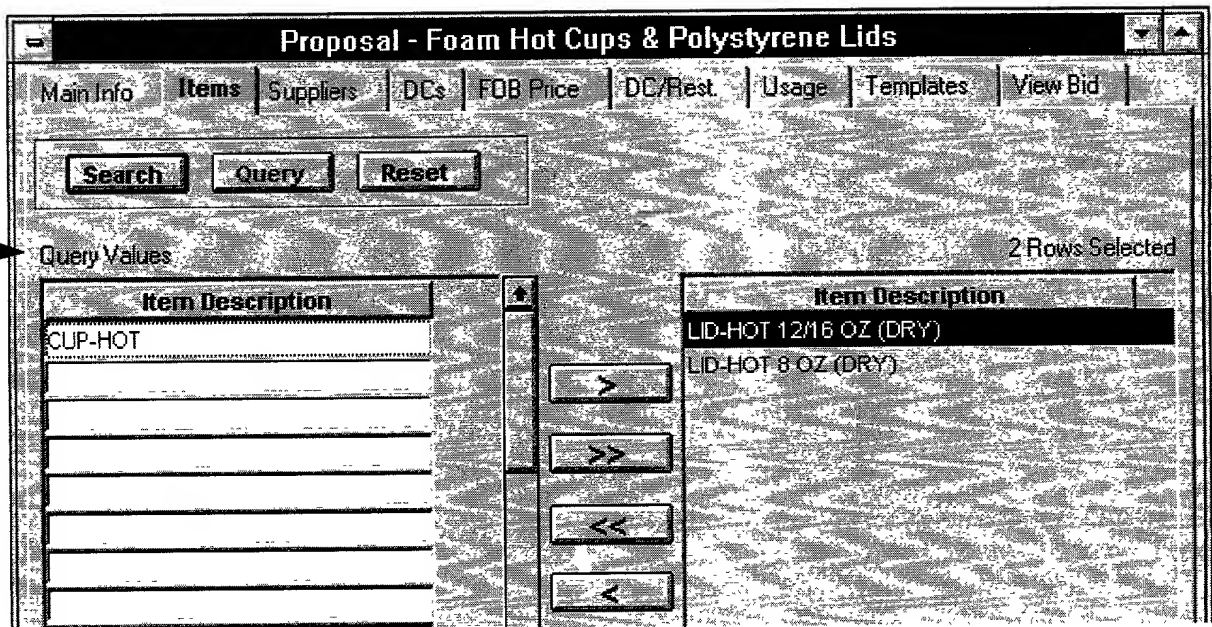 Proposal - Foam Hot Cups & Polystyrene Lids
Main Info Items Suppliers DCs FOB Price DC/Rest. Usage Templates View Bid
Search Query Reset
Query Values
2 Rows Selected
Item Description
Item Description
CUP-HOT
LID-HOT 12/16 OZ (DRY)
LID-HOT 8 OZ (DRY)
>
>>
<<
<